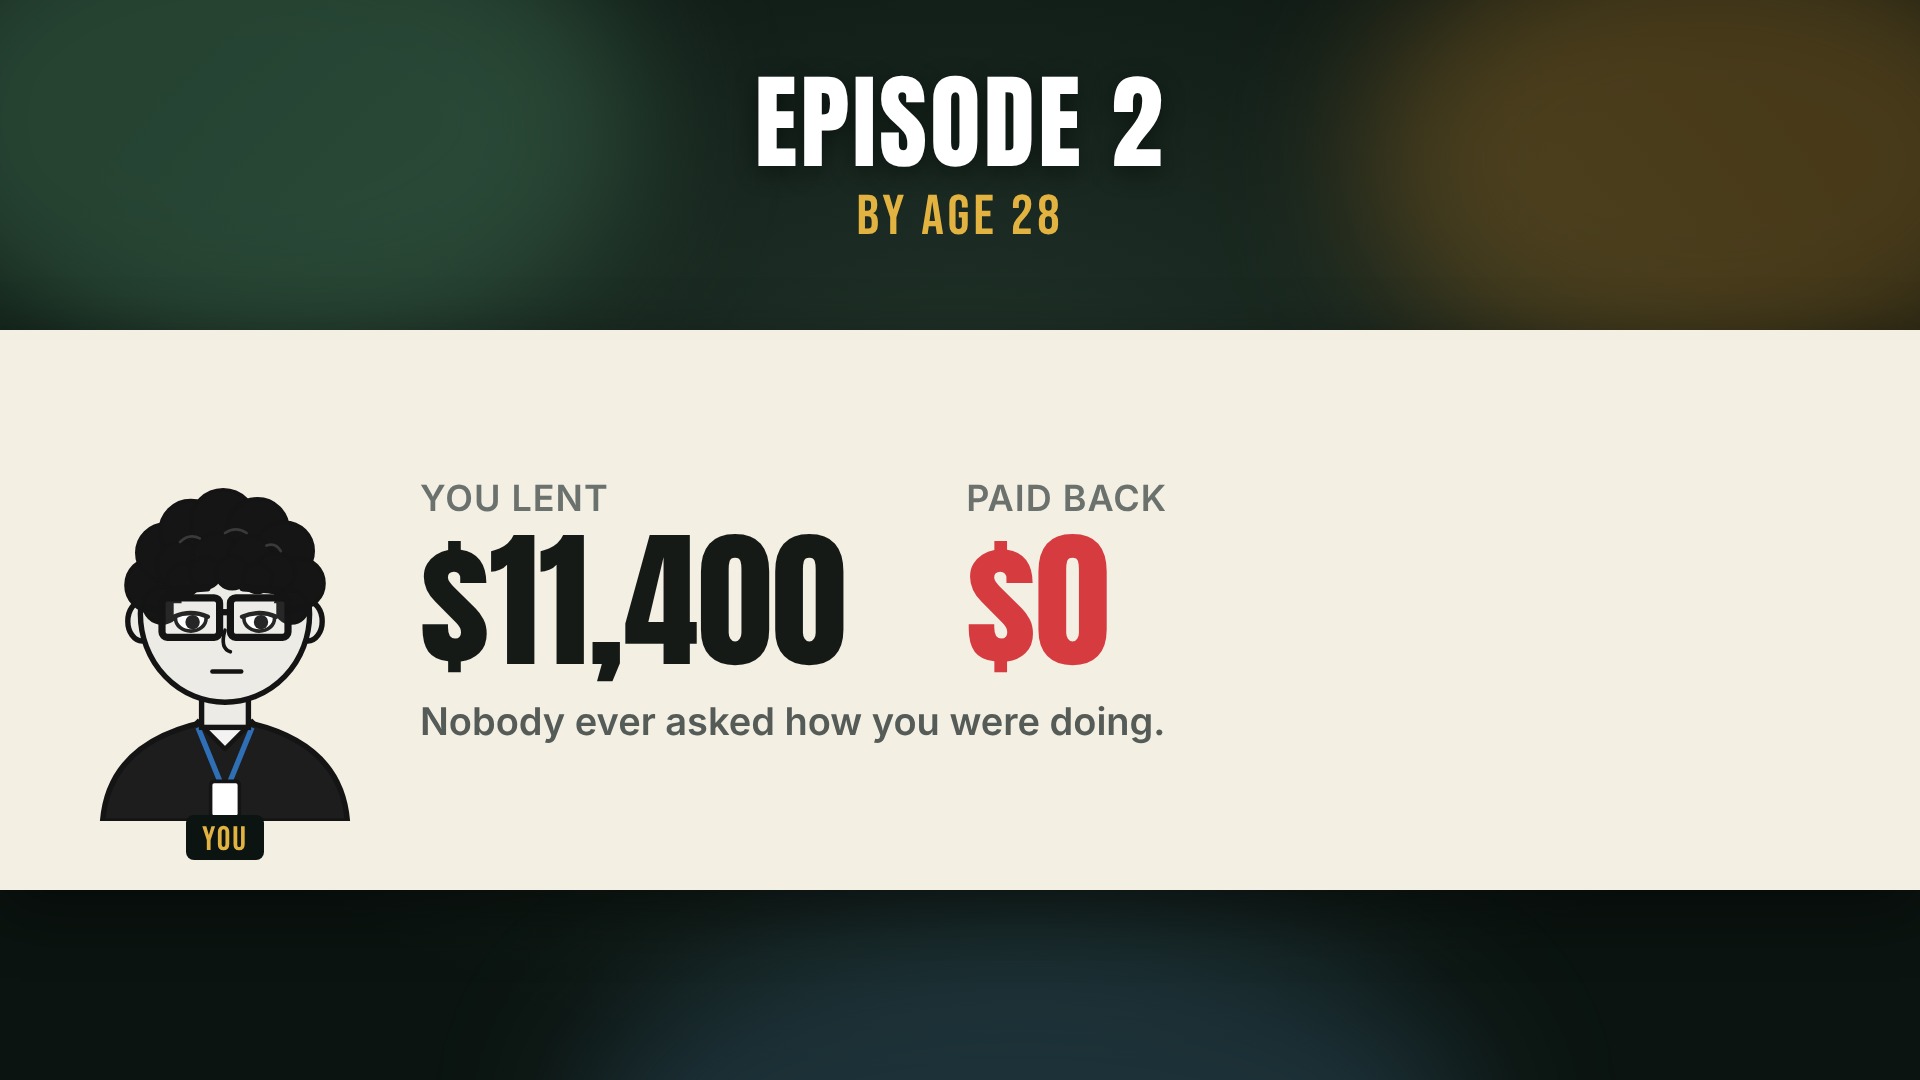 EPISODE 2
BY AGE 28
YOU LENT
$11,400
PAID BACK
$0
Nobody ever asked how you were doing.
YOU